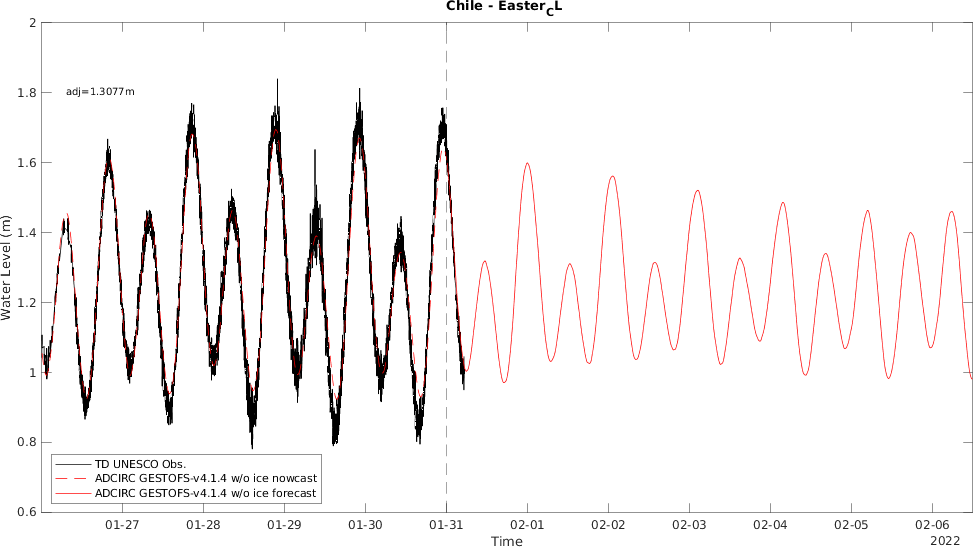 Chile - Easter_CL
2
1.8
adj=1.3077m
1.6
1.4
1.2
1
0.8
0.6
Water Level (m)
TD UNESCO Obs.
ADCIRC GESTOFS-v4.1.4 w/o ice nowcast
ADCIRC GESTOFS-v4.1.4 w/o ice forecast
01-27 01-28 01-29 01-30 01-31 02-01 02-02 02-03 02-04 02-05 02-06
Time
2022